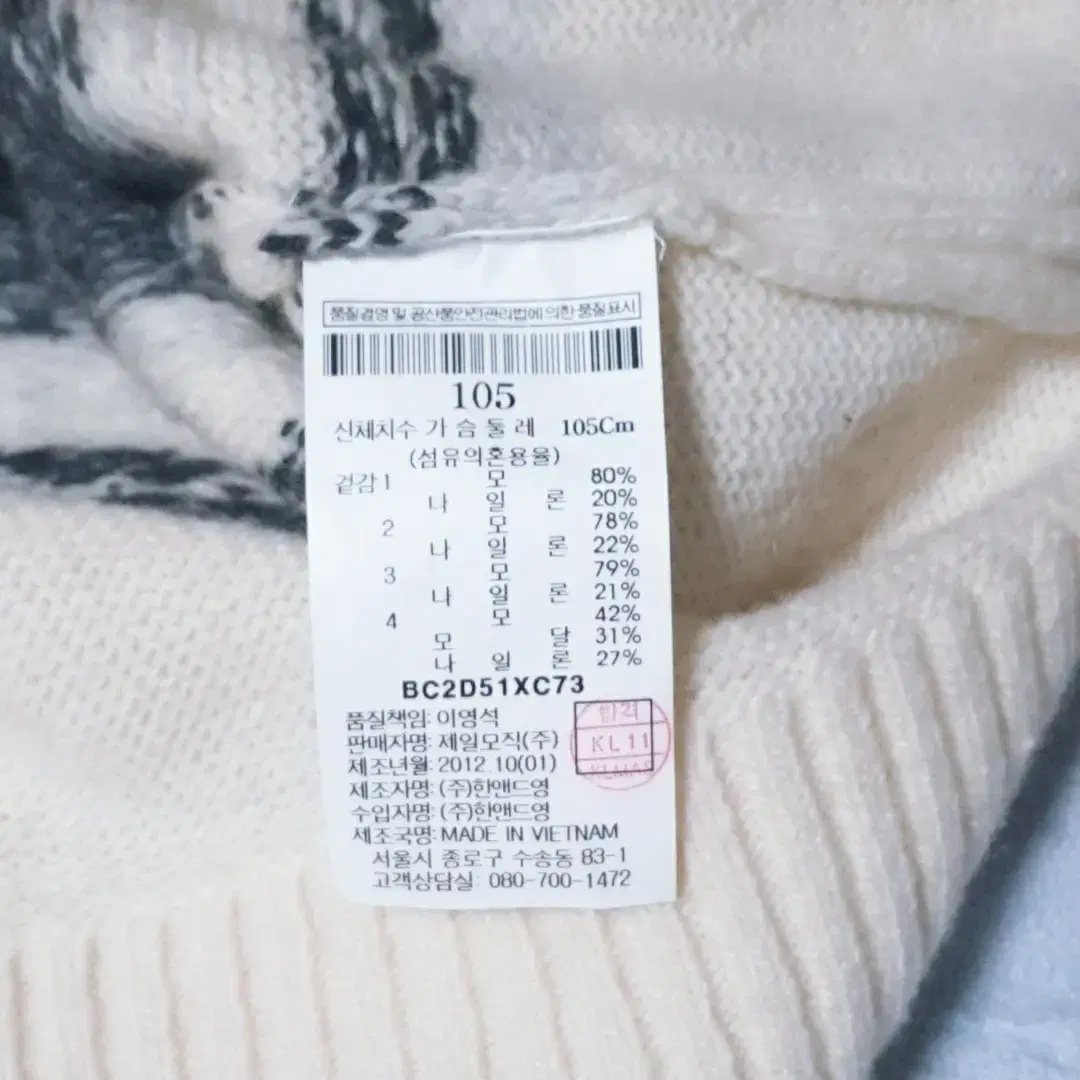 품질경영 및 공산품안전관리법에 의한 품질표시
105
신체치수 가 슴 둘 레 105Cm
(섬유의혼용율)
겉감 1 모 80%
나 일 론 20%
2 모 78%
나 일 론 22%
3 모 79%
나 일 론 21%
4 모 42%
모 달 31%
나 일 론 27%
BC2D51XC73
품질책임: 이영석
판매자명: 제일모직(주)
제조년월: 2012.10(01)
제조자명: (주)한앤드영
수입자명: (주)한앤드영
제조국명: MADE IN VIETNAM
서울시 종로구 수송동 83-1
고객상담실: 080-700-1472
합격
KL 11